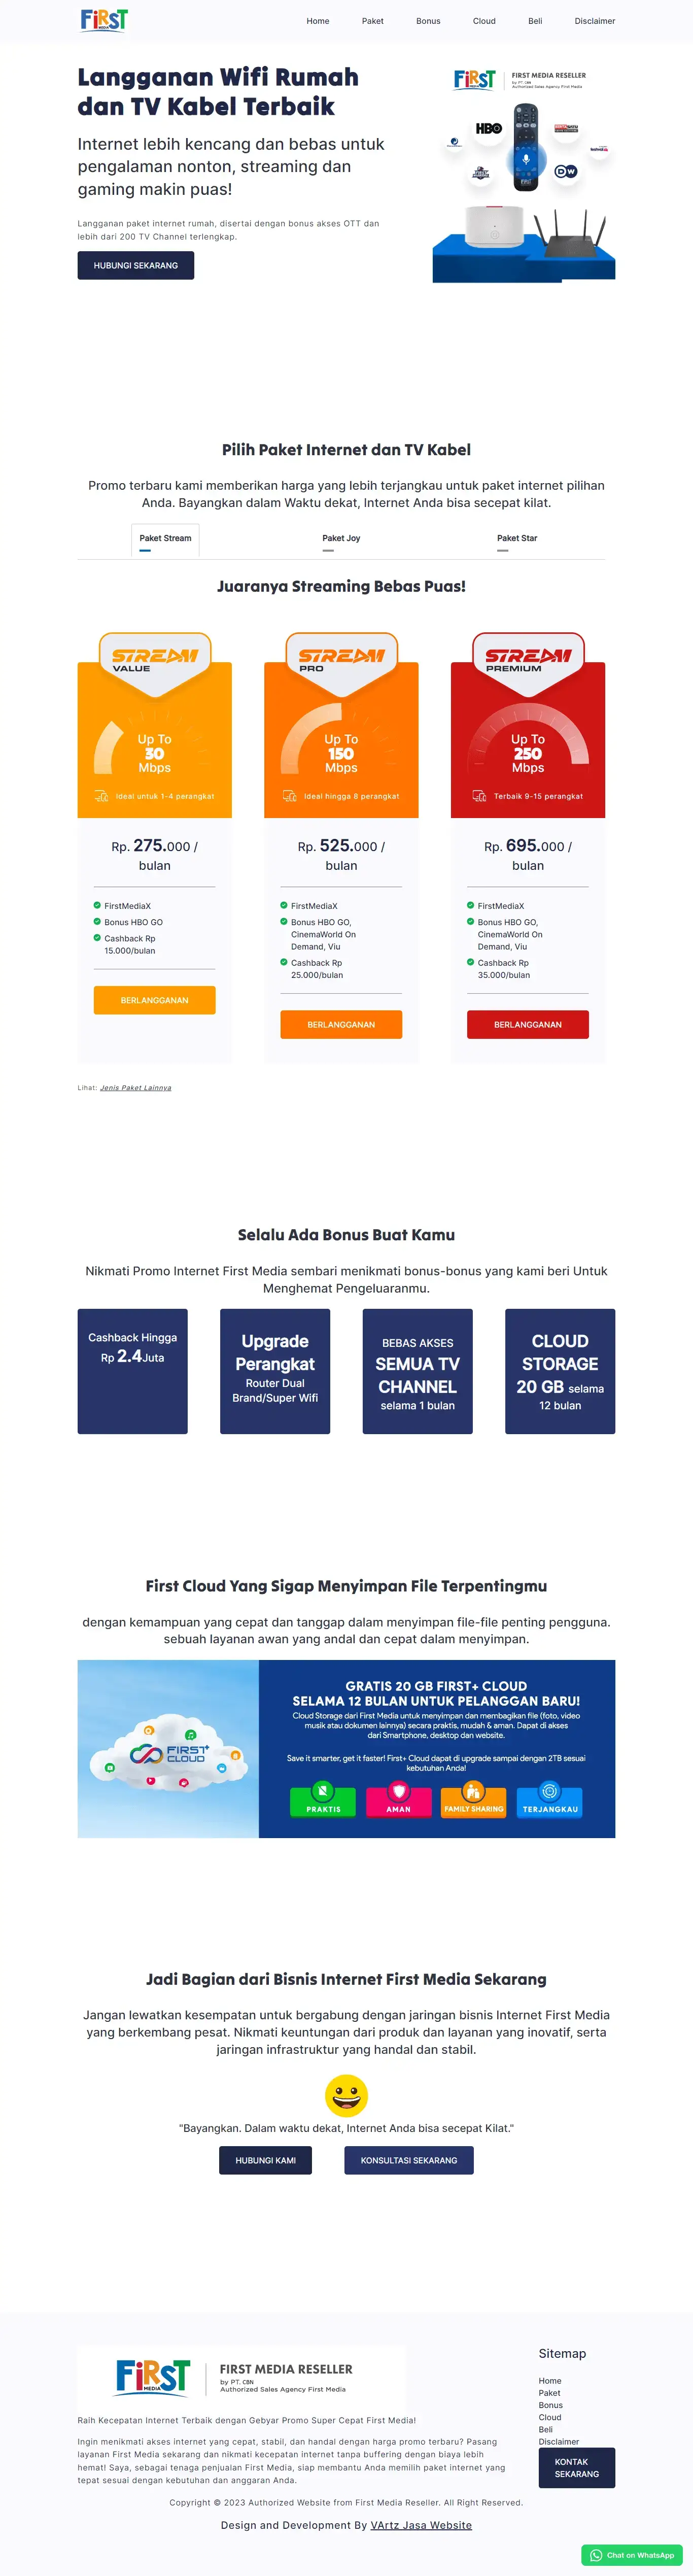 FiRST
MEDIA
Home
Paket
Bonus
Cloud
Beli
Disclaimer
Langganan Wifi Rumah
dan TV Kabel Terbaik
Internet lebih kencang dan bebas untuk
pengalaman nonton, streaming dan
gaming makin puas!
Langganan paket internet rumah, disertai dengan bonus akses OTT dan
lebih dari 200 TV Channel terlengkap.
HUBUNGI SEKARANG
FiRST
MEDIA
FIRST MEDIA RESELLER
by PT. CBN
Authorized Sales Agency First Media
HBO
DW
FiRST
Pilih Paket Internet dan TV Kabel
Promo terbaru kami memberikan harga yang lebih terjangkau untuk paket internet pilihan
Anda. Bayangkan dalam Waktu dekat, Internet Anda bisa secepat kilat.
Paket Stream
Paket Joy
Paket Star
Juaranya Streaming Bebas Puas!
STREAM
VALUE
Up To
30
Mbps
Ideal untuk 1-4 perangkat
Rp. 275.000 /
bulan
FirstMediaX
Bonus HBO GO
Cashback Rp
15.000/bulan
BERLANGGANAN
STREAM
PRO
Up To
150
Mbps
Ideal hingga 8 perangkat
Rp. 525.000 /
bulan
FirstMediaX
Bonus HBO GO,
CinemaWorld On
Demand, Viu
Cashback Rp
25.000/bulan
BERLANGGANAN
STREAM
PREMIUM
Up To
250
Mbps
Terbaik 9-15 perangkat
Rp. 695.000 /
bulan
FirstMediaX
Bonus HBO GO,
CinemaWorld On
Demand, Viu
Cashback Rp
35.000/bulan
BERLANGGANAN
Lihat: Jenis Paket Lainnya
Selalu Ada Bonus Buat Kamu
Nikmati Promo Internet First Media sembari menikmati bonus-bonus yang kami beri Untuk
Menghemat Pengeluaranmu.
Cashback Hingga
Rp 2.4Juta
Upgrade
Perangkat
Router Dual
Brand/Super Wifi
BEBAS AKSES
SEMUA TV
CHANNEL
selama 1 bulan
CLOUD
STORAGE
20 GB selama
12 bulan
First Cloud Yang Sigap Menyimpan File Terpentingmu
dengan kemampuan yang cepat dan tanggap dalam menyimpan file-file penting pengguna.
sebuah layanan awan yang andal dan cepat dalam menyimpan.
FIRST+
CLOUD
GRATIS 20 GB FIRST+ CLOUD
SELAMA 12 BULAN UNTUK PELANGGAN BARU!
Cloud Storage dari First Media untuk menyimpan dan membagikan file (foto, video
musik atau dokumen lainnya) secara praktis, mudah & aman. Dapat di akses
dari Smartphone, desktop dan website.
Save it smarter, get it faster! First+ Cloud dapat di upgrade sampai dengan 2TB sesuai
kebutuhan Anda!
PRAKTIS
AMAN
FAMILY SHARING
TERJANGKAU
Jadi Bagian dari Bisnis Internet First Media Sekarang
Jangan lewatkan kesempatan untuk bergabung dengan jaringan bisnis Internet First Media
yang berkembang pesat. Nikmati keuntungan dari produk dan layanan yang inovatif, serta
jaringan infrastruktur yang handal dan stabil.
"Bayangkan. Dalam waktu dekat, Internet Anda bisa secepat Kilat."
HUBUNGI KAMI
KONSULTASI SEKARANG
FiRST
MEDIA
FIRST MEDIA RESELLER
by PT. CBN
Authorized Sales Agency First Media
Raih Kecepatan Internet Terbaik dengan Gebyar Promo Super Cepat First Media!
Ingin menikmati akses internet yang cepat, stabil, dan handal dengan harga promo terbaru? Pasang
layanan First Media sekarang dan nikmati kecepatan internet tanpa buffering dengan biaya lebih
hemat! Saya, sebagai tenaga penjualan First Media, siap membantu Anda memilih paket internet yang
tepat sesuai dengan kebutuhan dan anggaran Anda.
Sitemap
Home
Paket
Bonus
Cloud
Beli
Disclaimer
KONTAK
SEKARANG
Copyright © 2023 Authorized Website from First Media Reseller. All Right Reserved.
Design and Development By VArtz Jasa Website
Chat on WhatsApp